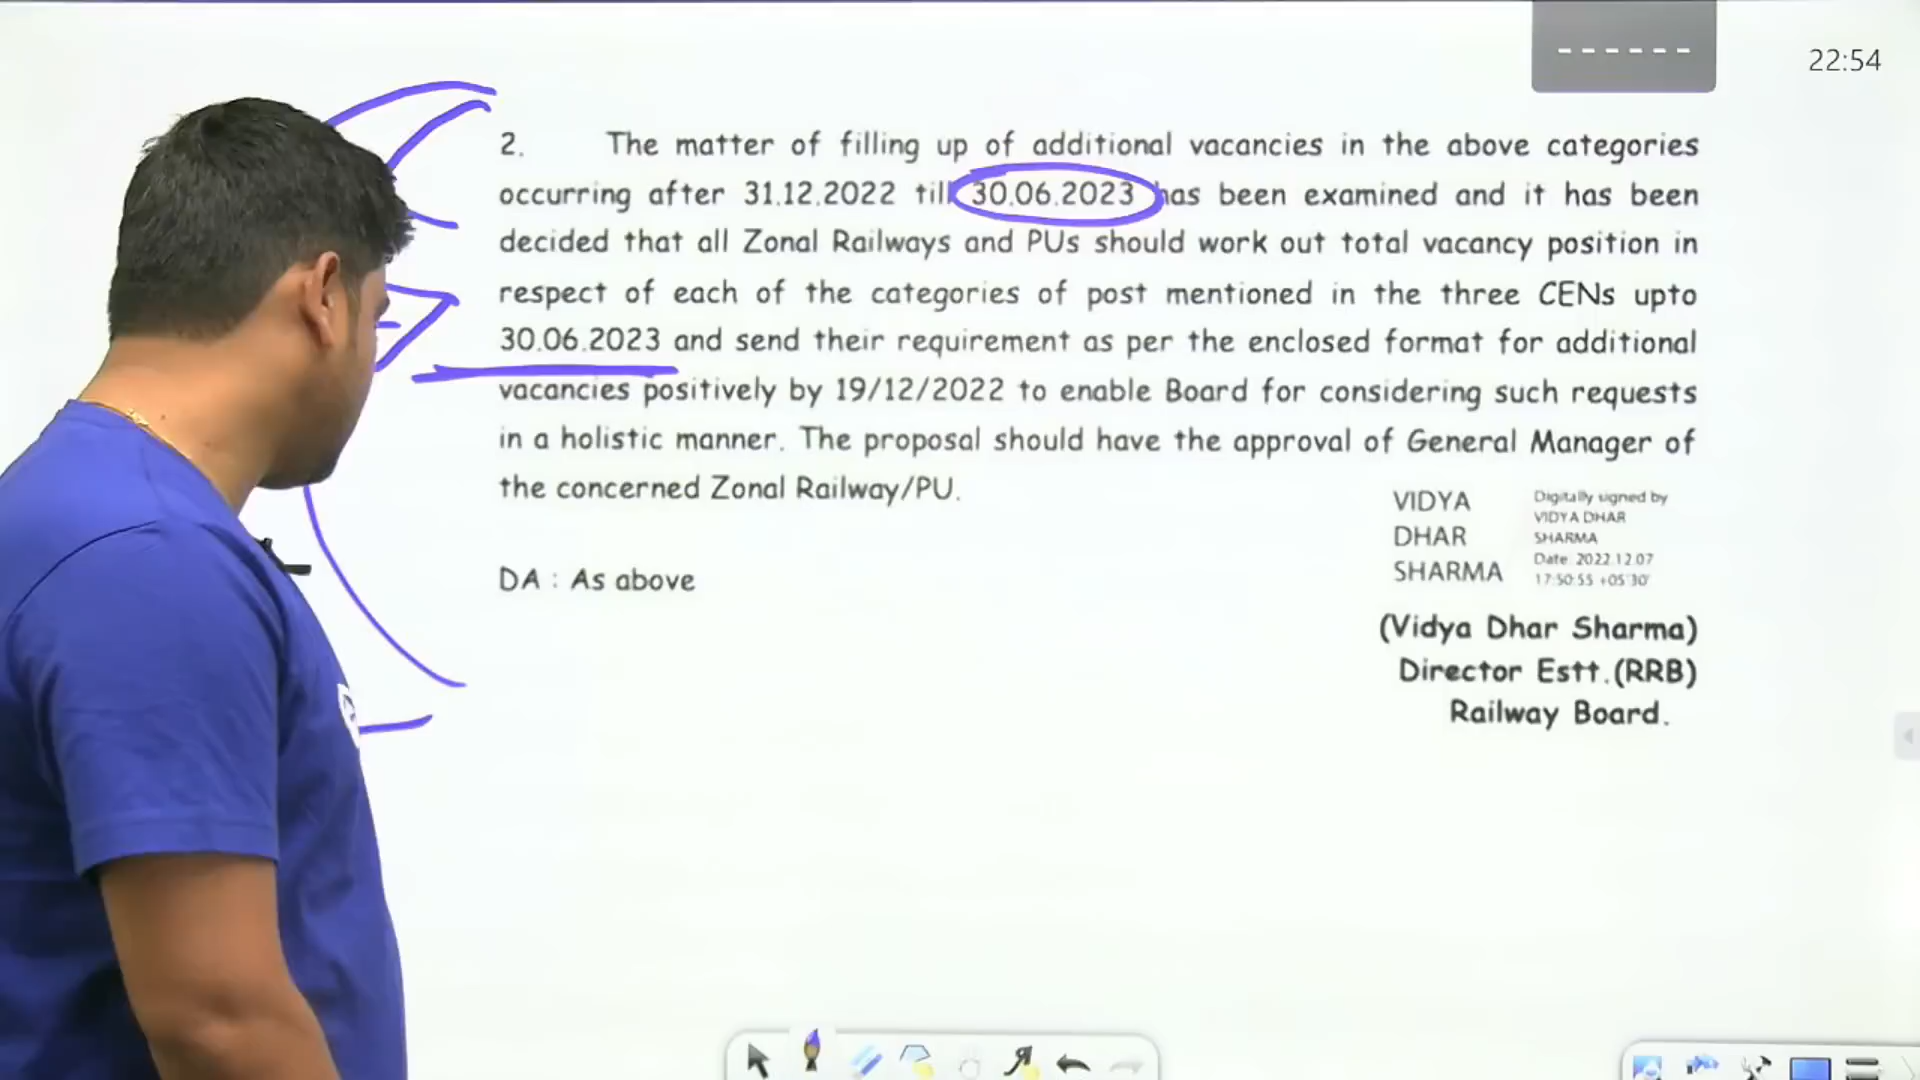 22:54
2. The matter of filling up of additional vacancies in the above categories
occurring after 31.12.2022 till 30.06.2023 has been examined and it has been
decided that all Zonal Railways and PUs should work out total vacancy position in
respect of each of the categories of post mentioned in the three CENs upto
30.06.2023 and send their requirement as per the enclosed format for additional
vacancies positively by 19/12/2022 to enable Board for considering such requests
in a holistic manner. The proposal should have the approval of General Manager of
the concerned Zonal Railway/PU.
VIDYA
DHAR
SHARMA
Digitally signed by
VIDYA DHAR
SHARMA
Date: 2022.12.07
17:50:55 +05'30'
DA : As above
(Vidya Dhar Sharma)
Director Estt.(RRB)
Railway Board.